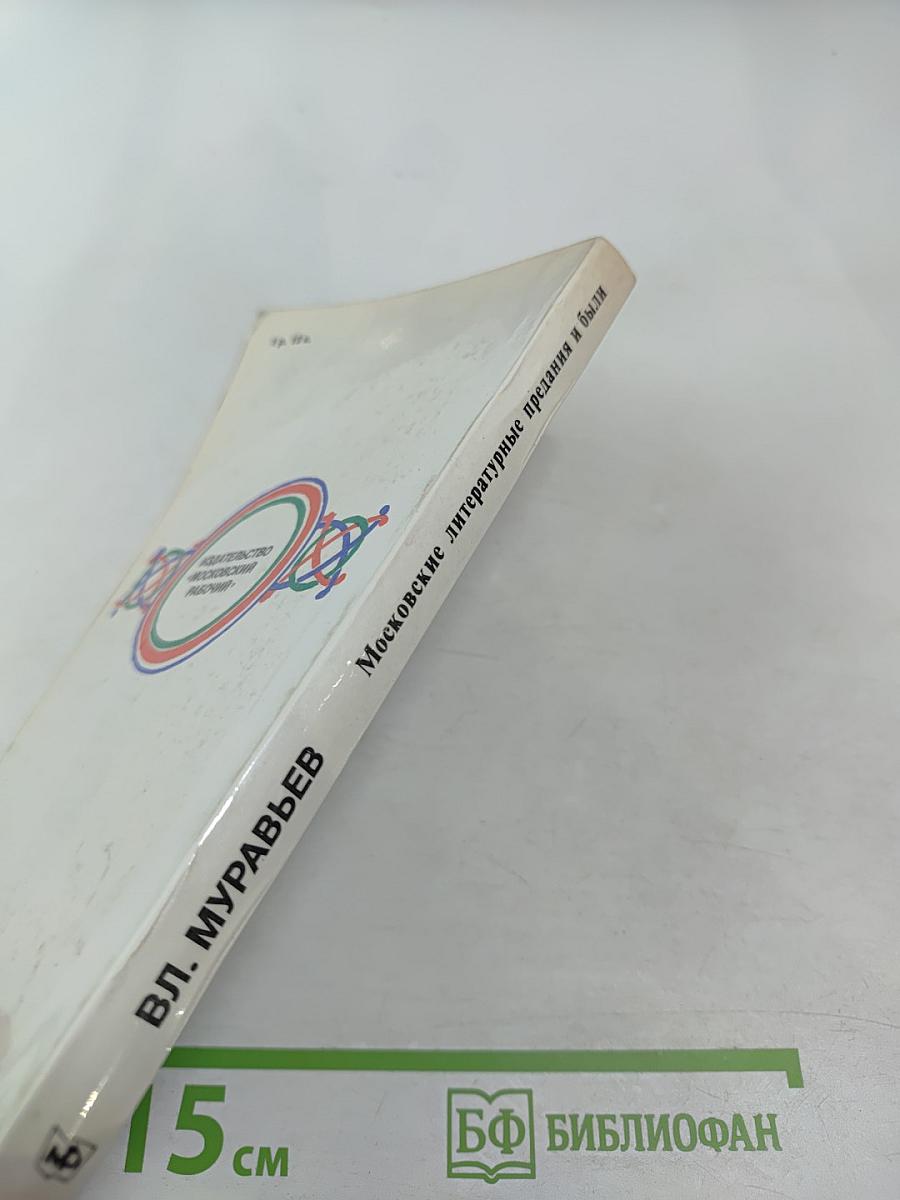 ИЗДАТЕЛЬСТВО
«МОСКОВСКИЙ
РАБОЧИЙ»
ВЛ. МУРАВЬЕВ
Московские литературные предания и были
15 см
БФ БИБЛИОФАН